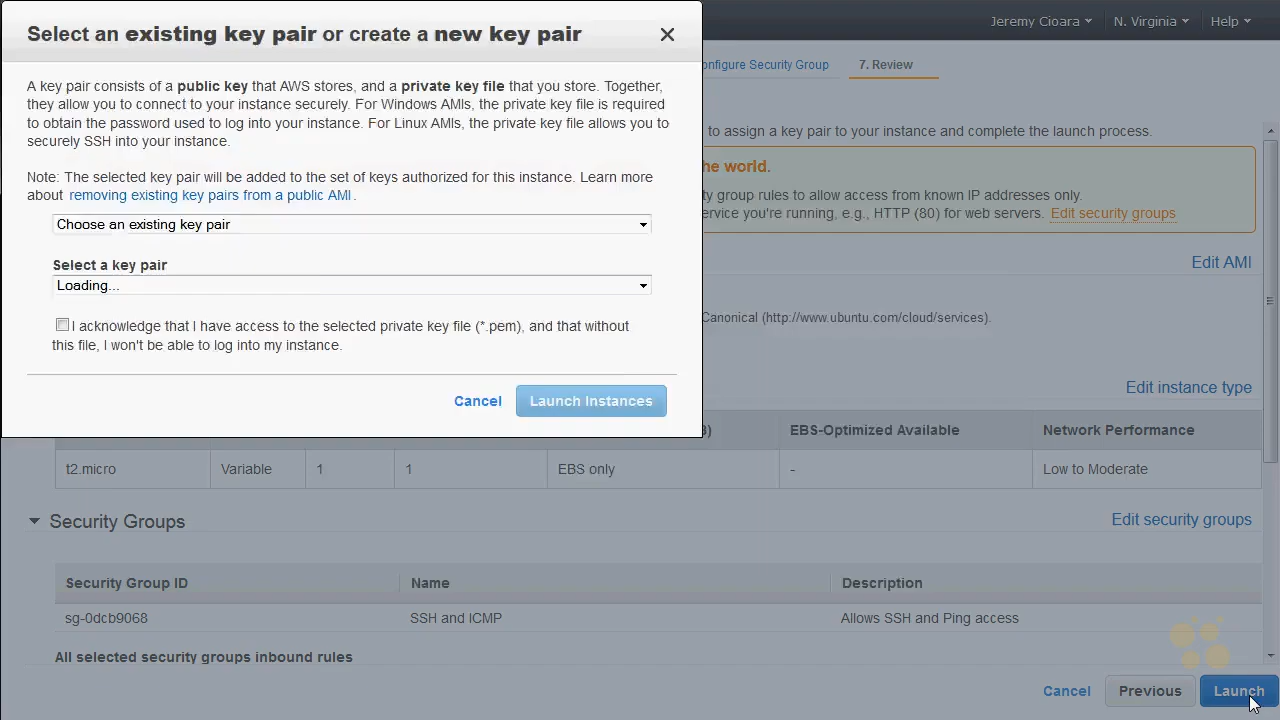 Jeremy Cioara N. Virginia Help
Select an existing key pair or create a new key pair
onfigure Security Group 7. Review
A key pair consists of a public key that AWS stores, and a private key file that you store. Together,
they allow you to connect to your instance securely. For Windows AMIs, the private key file is required
to obtain the password used to log into your instance. For Linux AMIs, the private key file allows you to
securely SSH into your instance.
to assign a key pair to your instance and complete the launch process.
Note: The selected key pair will be added to the set of keys authorized for this instance. Learn more
about removing existing key pairs from a public AMI.
the world.
group rules to allow access from known IP addresses only.
you're running, e.g., HTTP (80) for web servers. Edit security groups
Choose an existing key pair
Select a key pair
Loading...
Edit AMI
I acknowledge that I have access to the selected private key file (*.pem), and that without
this file, I won't be able to log into my instance.
Canonical (http://www.ubuntu.com/cloud/services).
Cancel Launch Instances
Edit instance type
EBS-Optimized Available Network Performance
t2.micro Variable 1 1 EBS only - Low to Moderate
Security Groups Edit security groups
Security Group ID Name Description
sg-0dcb9068 SSH and ICMP Allows SSH and Ping access
All selected security groups inbound rules
Cancel Previous Launch